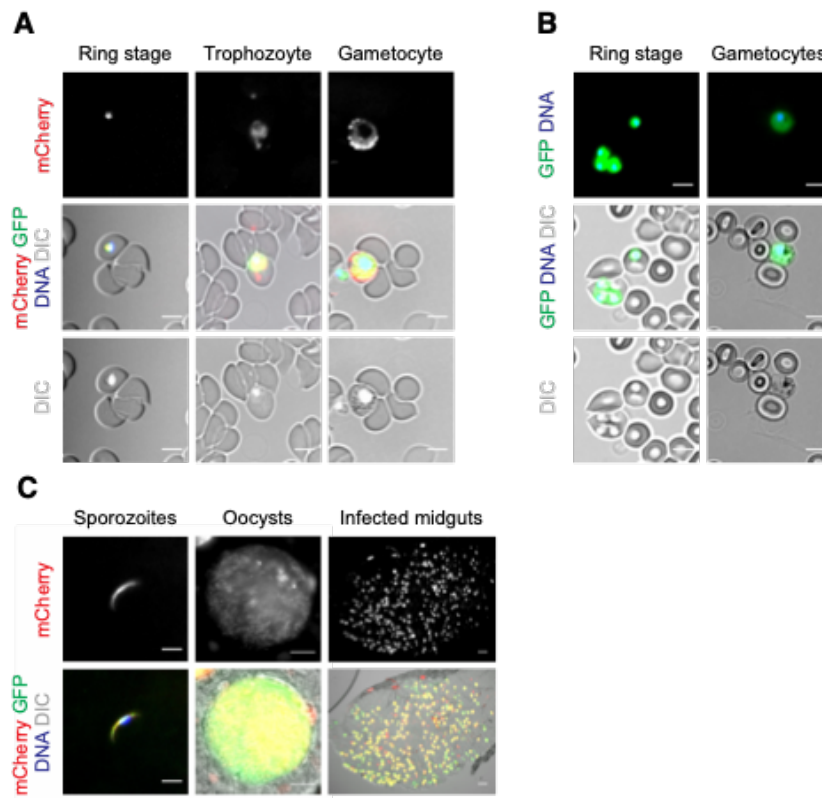 A
Ring stage Trophozoyte Gametocyte
mCherry
mCherry GFP
DNA DIC
DIC
B
Ring stage Gametocytes
GFP DNA
GFP DNA DIC
DIC
C
Sporozoites Oocysts Infected midguts
mCherry
mCherry GFP
DNA DIC